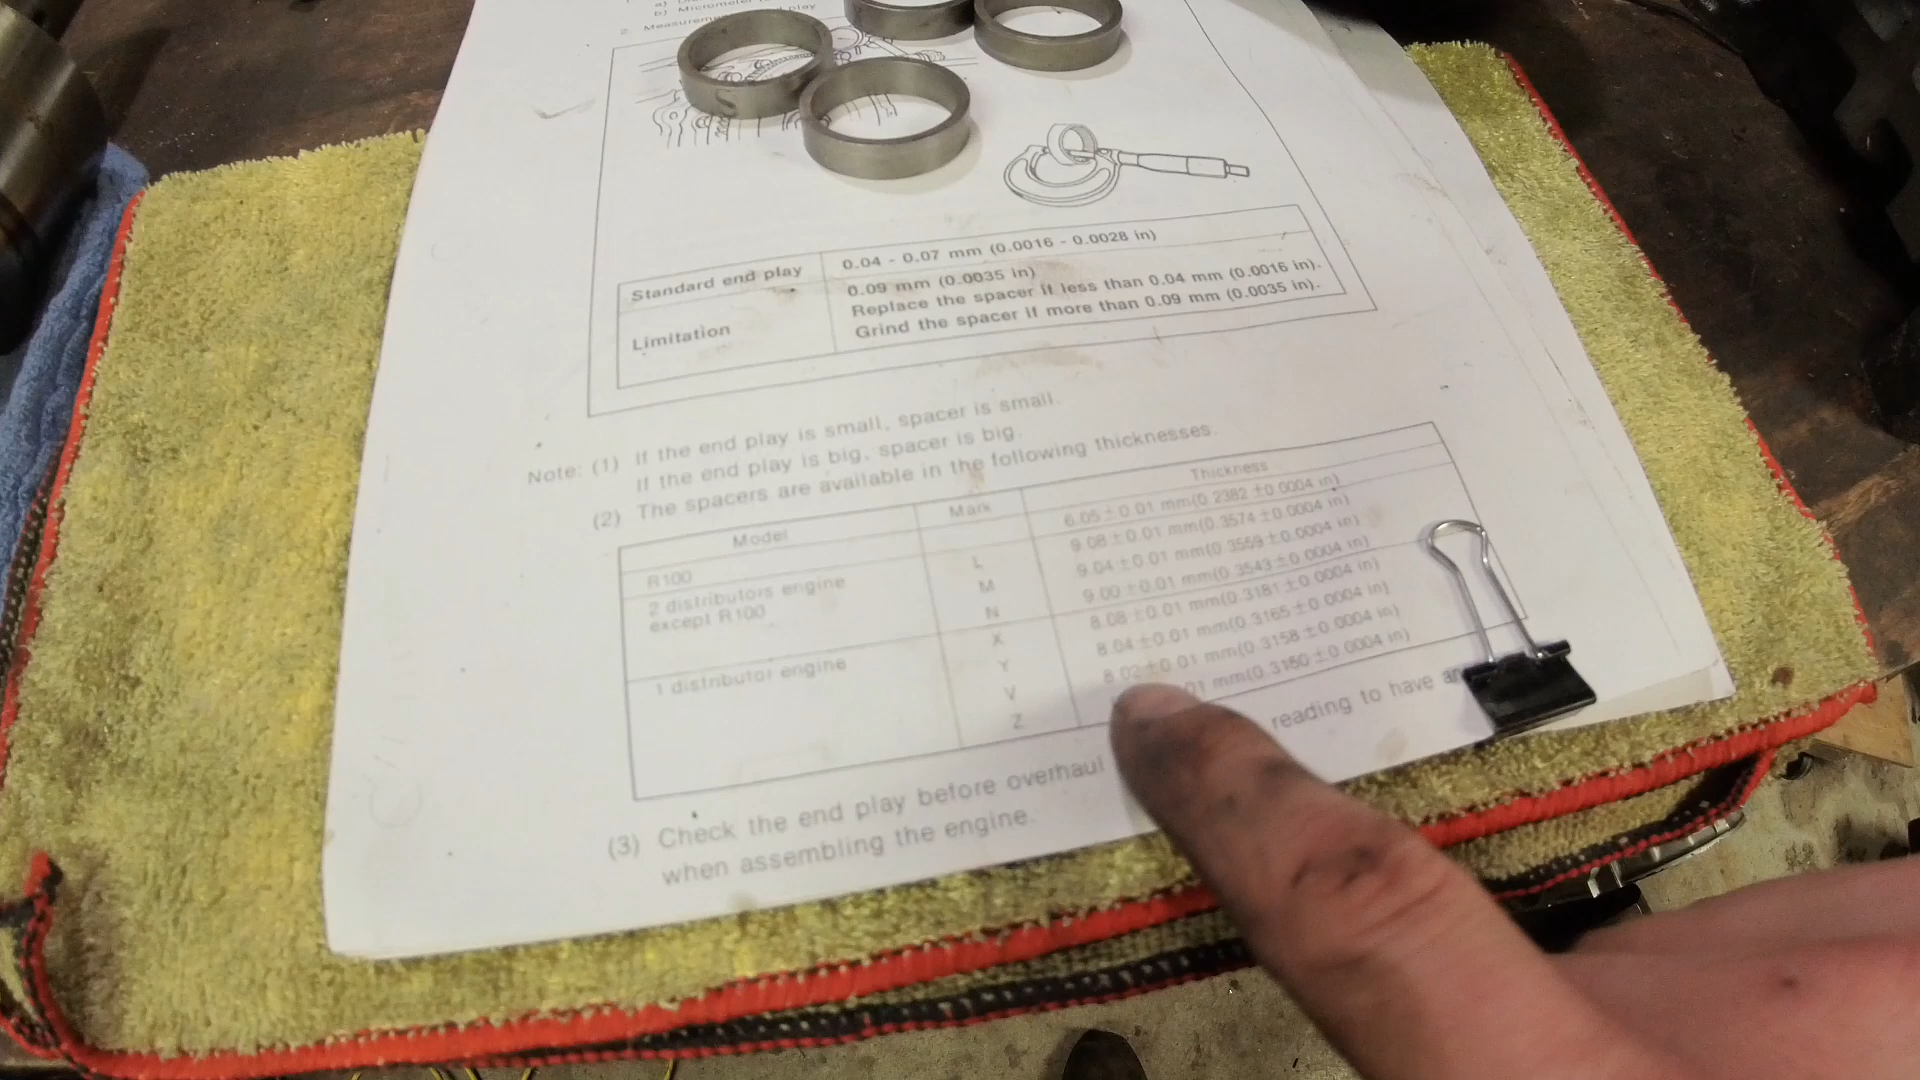 b) Micrometer
play
2. Measurement
S
Standard end play
0.04 - 0.07 mm (0.0016 - 0.0028 in)
Limitation
0.09 mm (0.0035 in)
Replace the spacer if less than 0.04 mm (0.0016 in).
Grind the spacer if more than 0.09 mm (0.0035 in).
Note: (1) If the end play is small, spacer is small.
If the end play is big, spacer is big.
(2) The spacers are available in the following thicknesses.
Model Mark Thickness
R100 6.05 ±0.01 mm(0.2382 ±0.0004 in)
2 distributors engine L 9.08 ±0.01 mm(0.3574 ±0.0004 in)
except R100 M 9.04 ±0.01 mm(0.3559 ±0.0004 in)
N 9.00 ±0.01 mm(0.3543 ±0.0004 in)
1 distributor engine X 8.08 ±0.01 mm(0.3181 ±0.0004 in)
Y 8.04 ±0.01 mm(0.3165 ±0.0004 in)
V 8.02 ±0.01 mm(0.3158 ±0.0004 in)
Z 01 mm(0.3150 ±0.0004 in)
(3) Check the end play before overhaul reading to have
when assembling the engine.